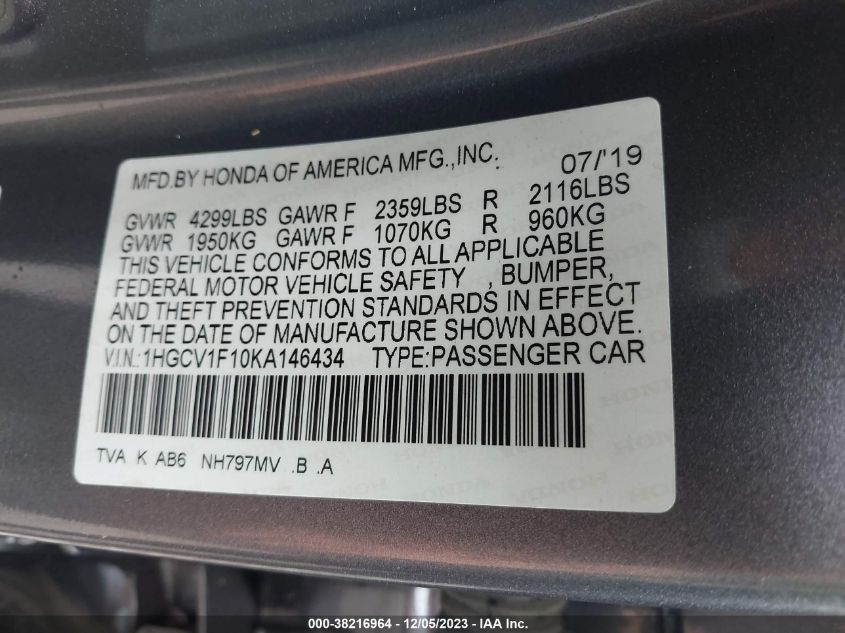 MFD.BY HONDA OF AMERICA MFG.,INC. 07/'19
GVWR 4299LBS GAWR F 2359LBS R 2116LBS
GVWR 1950KG GAWR F 1070KG R 960KG
THIS VEHICLE CONFORMS TO ALL APPLICABLE
FEDERAL MOTOR VEHICLE SAFETY , BUMPER,
AND THEFT PREVENTION STANDARDS IN EFFECT
ON THE DATE OF MANUFACTURE SHOWN ABOVE.
V.I.N.:1HGCV1F10KA146434 TYPE:PASSENGER CAR
TVA K AB6 NH797MV .B .A
HONDA
000-38216964 - 12/05/2023 - IAA Inc.